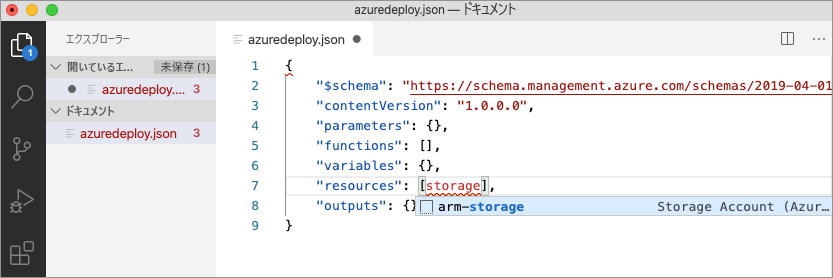 azuredeploy.json — ドキュメント
エクスプローラー
開いているエ... 未保存 (1)
azuredeploy.... 3
ドキュメント
azuredeploy.json 3
1
azuredeploy.json
1 {
2 "$schema": "https://schema.management.azure.com/schemas/2019-04-01
3 "contentVersion": "1.0.0.0",
4 "parameters": {},
5 "functions": [],
6 "variables": {},
7 "resources": [storage],
8 "outputs": {}
arm-storage Storage Account (Azur...
9 }